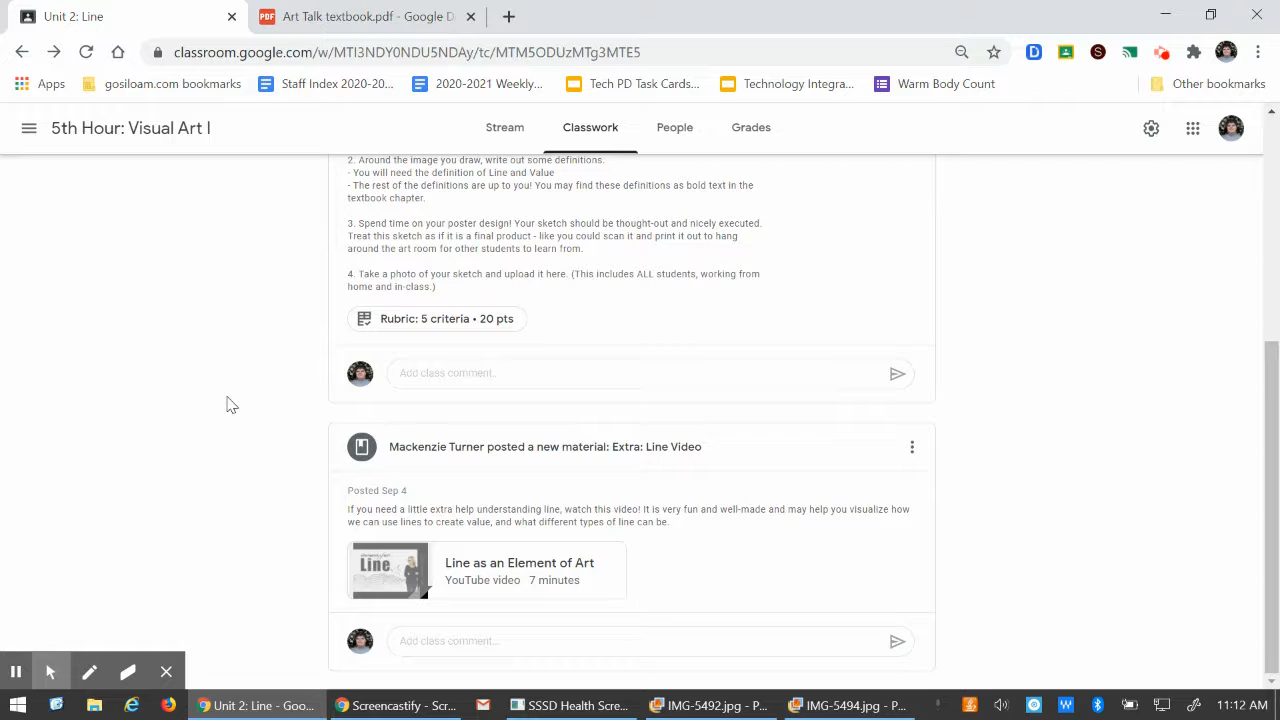 Unit 2: Line
PDF
Art Talk textbook.pdf - Google D
classroom.google.com/w/MTI3NDY0NDU5NDAy/tc/MTM5ODUzMTg3MTE5
Apps
gosiloam.com bookmarks
Staff Index 2020-20...
2020-2021 Weekly...
Tech PD Task Cards...
Technology Integra...
Warm Body Count
Other bookmarks
5th Hour: Visual Art I
Stream
Classwork
People
Grades
2. Around the image you draw, write out some definitions.
- You will need the definition of Line and Value
- The rest of the definitions are up to you! You may find these definitions as bold text in the
textbook chapter.
3. Spend time on your poster design! Your sketch should be thought-out and nicely executed.
Treat this sketch as if it is a final product - like you could scan it and print it out to hang
around the art room for other students to learn from.
4. Take a photo of your sketch and upload it here. (This includes ALL students, working from
home and in-class.)
Rubric: 5 criteria • 20 pts
Add class comment...
Mackenzie Turner posted a new material: Extra: Line Video
Posted Sep 4
If you need a little extra help understanding line, watch this video! It is very fun and well-made and may help you visualize how
we can use lines to create value, and what different types of line can be.
Line
Line as an Element of Art
YouTube video 7 minutes
Add class comment...
Unit 2: Line - Goo...
Screencastify - Scr...
SSSD Health Scre...
IMG-5492.jpg - P...
IMG-5494.jpg - P...
11:12 AM